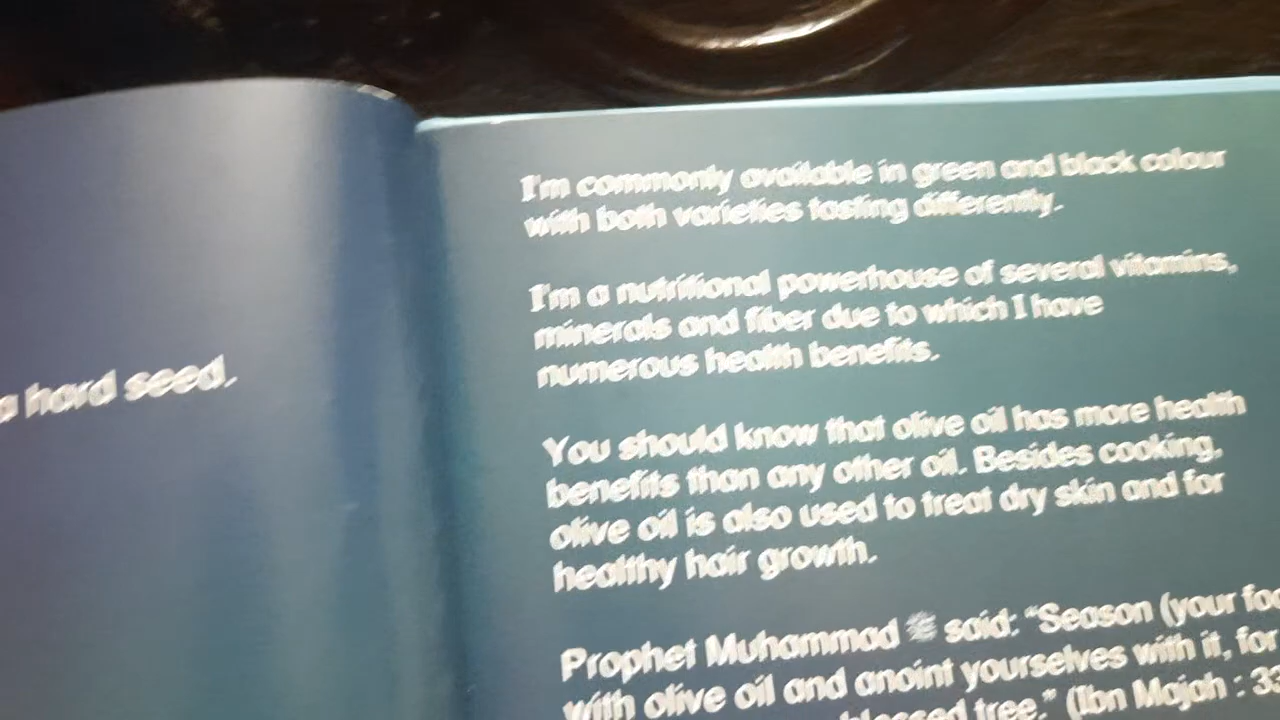 a hard seed.
I'm commonly available in green and black colour
with both varieties tasting differently.
I'm a nutritional powerhouse of several vitamins,
minerals and fiber due to which I have
numerous health benefits.
You should know that olive oil has more health
benefits than any other oil. Besides cooking,
olive oil is also used to treat dry skin and for
healthy hair growth.
Prophet Muhammad ﷺ said: “Season (your
with olive oil and anoint yourselves with it, for
blessed tree.” (Ibn Majah :